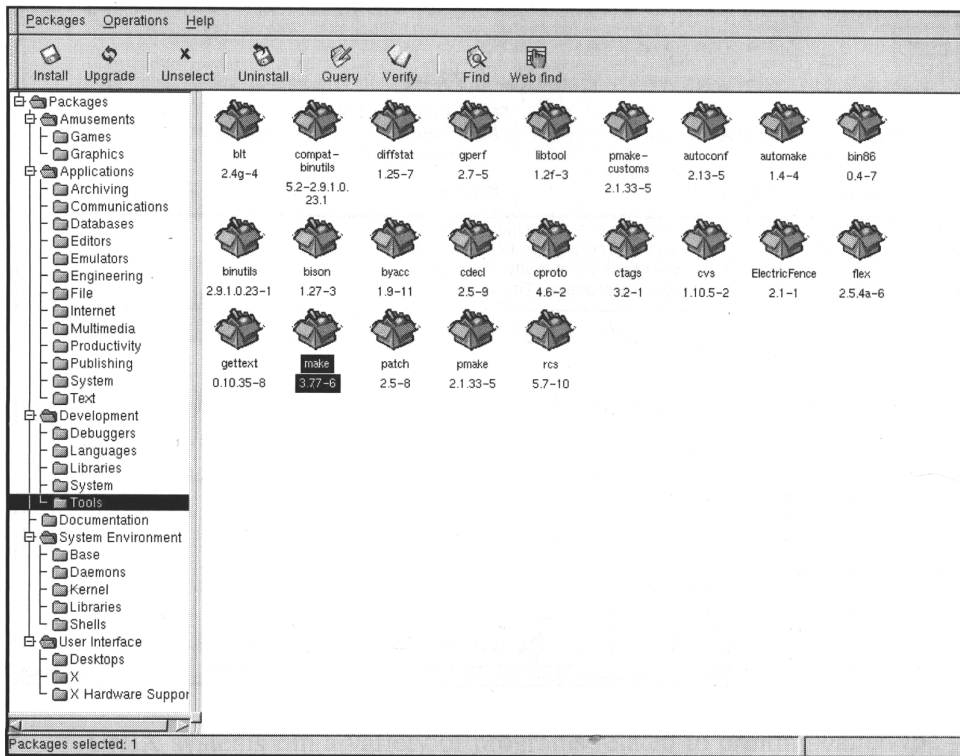 Packages Operations Help
Install Upgrade Unselect Uninstall Query Verify Find Web find
Packages
Amusements
Games
Graphics
Applications
Archiving
Communications
Databases
Editors
Emulators
Engineering
File
Internet
Multimedia
Productivity
Publishing
System
Text
Development
Debuggers
Languages
Libraries
System
Tools
Documentation
System Environment
Base
Daemons
Kernel
Libraries
Shells
User Interface
Desktops
X
X Hardware Suppor
blt
2.4g-4
compat-
binutils
5.2-2.9.1.0.
23.1
diffstat
1.25-7
gperf
2.7-5
libtool
1.2f-3
pmake-
customs
2.1.33-5
autoconf
2.13-5
automake
1.4-4
bin86
0.4-7
binutils
2.9.1.0.23-1
bison
1.27-3
byacc
1.9-11
cdecl
2.5-9
cproto
4.6-2
ctags
3.2-1
cvs
1.10.5-2
ElectricFence
2.1-1
flex
2.5.4a-6
gettext
0.10.35-8
make
3.77-6
patch
2.5-8
pmake
2.1.33-5
rcs
5.7-10
Packages selected: 1